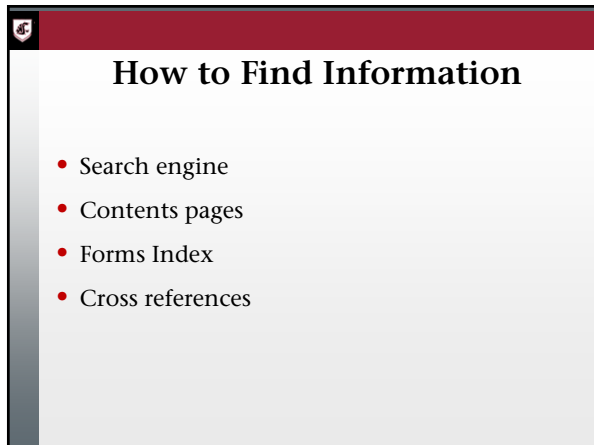 How to Find Information
• Search engine
• Contents pages
• Forms Index
• Cross references